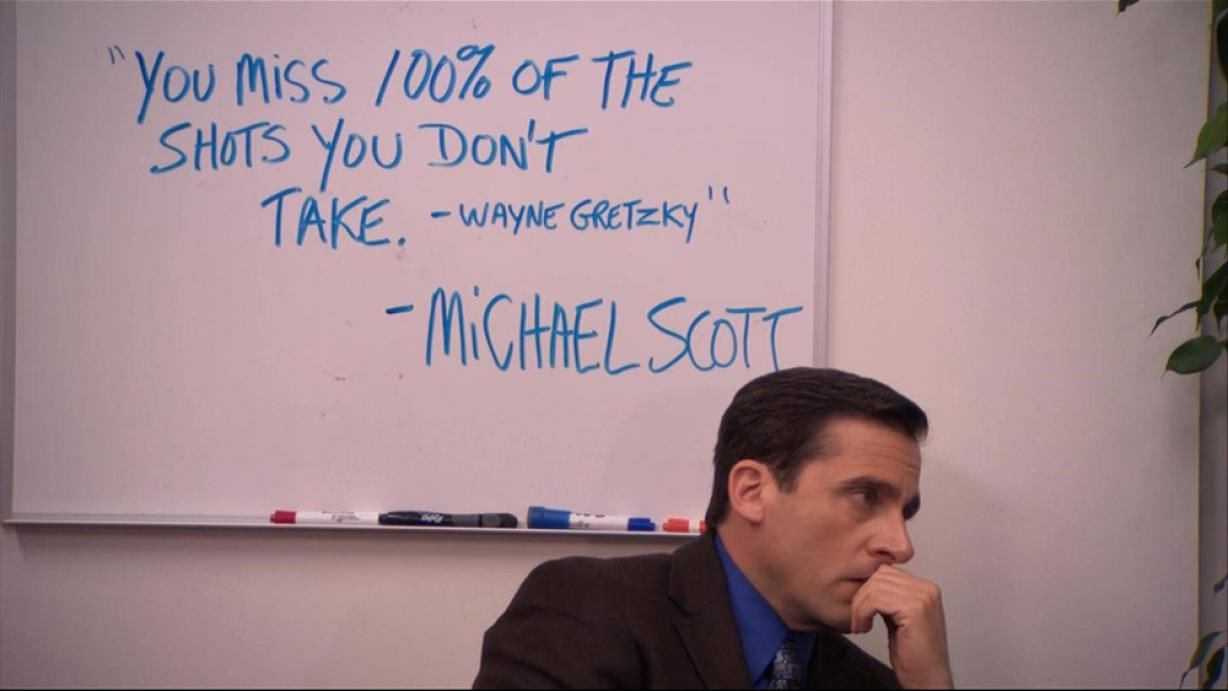 "YOU MiSS 100% OF THE
SHOTS YOU DON'T
TAKE. - WAYNE GRETZKY"
- MiCHAEL SCOTT